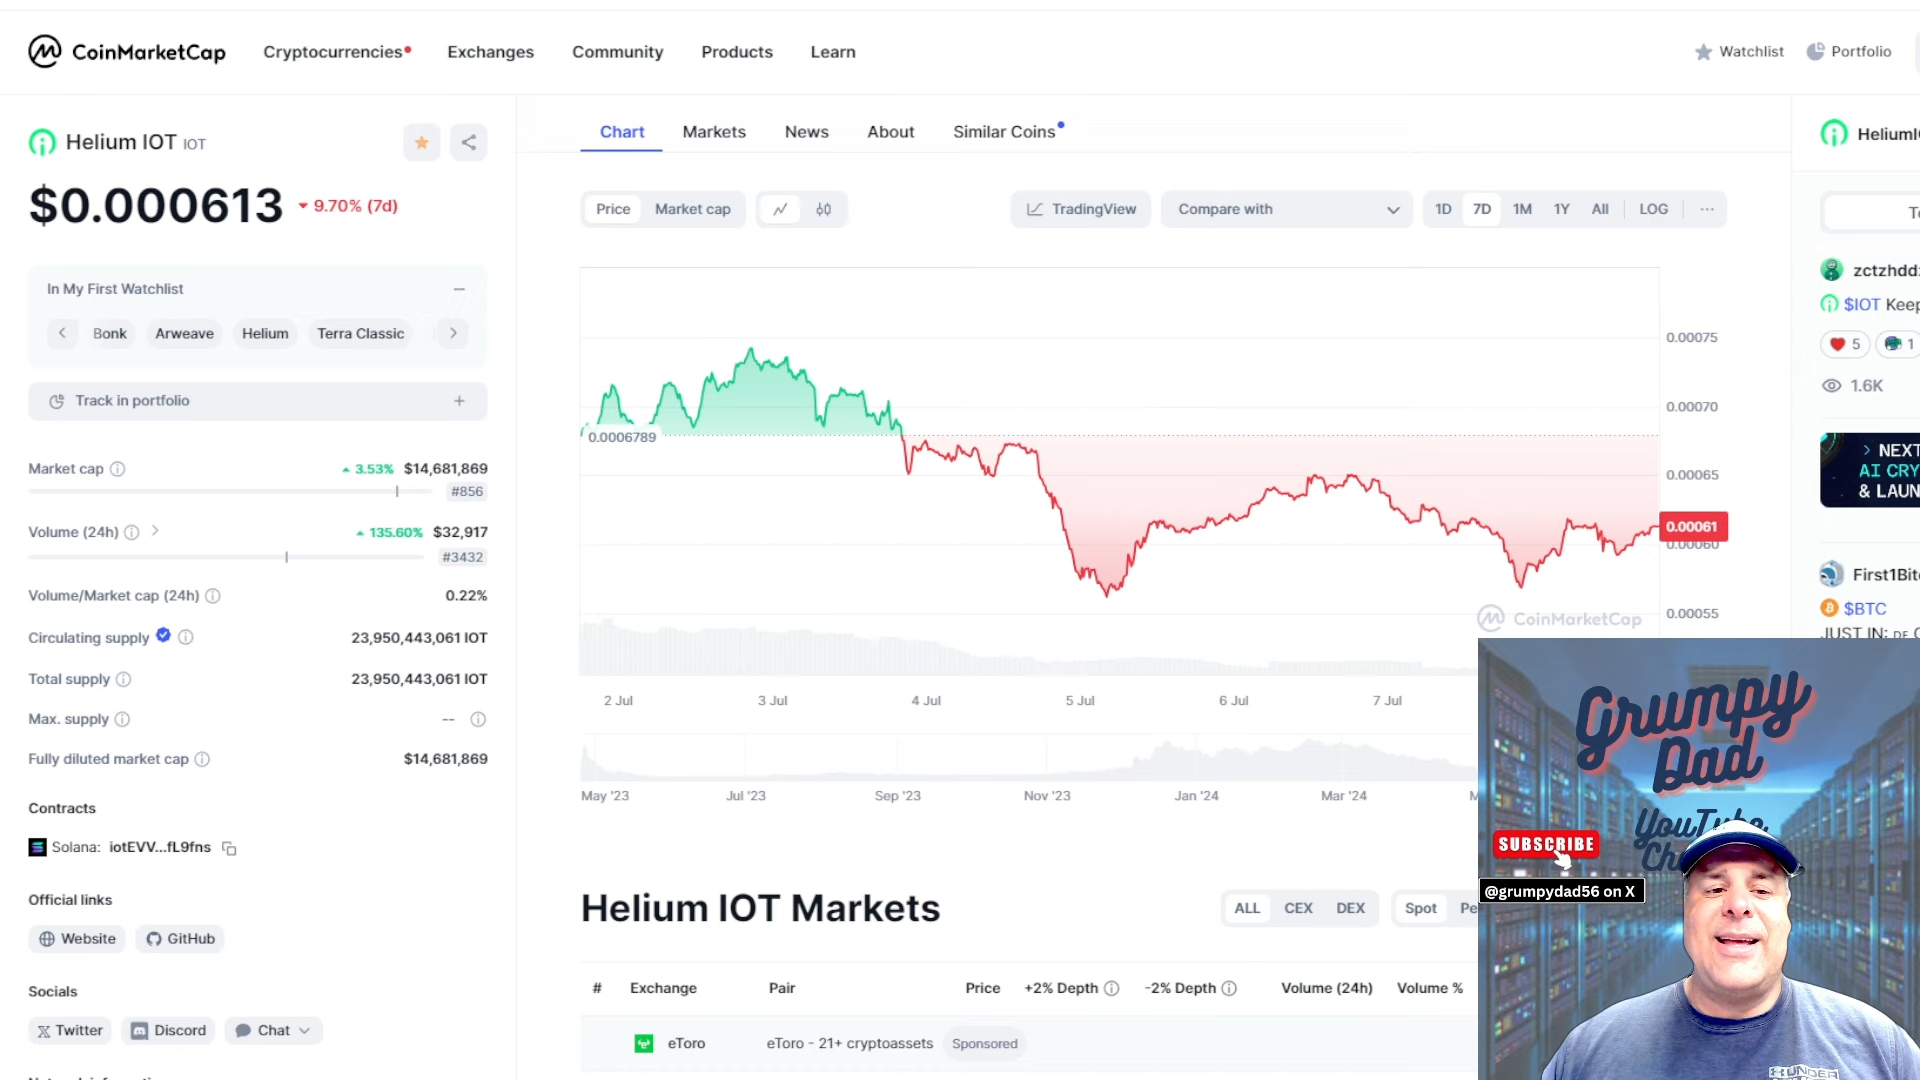 CoinMarketCap Cryptocurrencies Exchanges Community Products Learn Watchlist Portfolio
Helium IOT IOT
$0.000613 9.70% (7d)
In My First Watchlist
Bonk Arweave Helium Terra Classic
Track in portfolio
Market cap 3.53% $14,681,869
#856
Volume (24h) 135.60% $32,917
#3432
Volume/Market cap (24h) 0.22%
Circulating supply 23,950,443,061 IOT
Total supply 23,950,443,061 IOT
Max. supply --
Fully diluted market cap $14,681,869
Contracts
Solana: iotEVV...fL9fns
Official links
Website GitHub
Socials
Twitter Discord Chat
Chart Markets News About Similar Coins
Price Market cap TradingView Compare with 1D 7D 1M 1Y All LOG ...
0.00075
0.00070
0.0006789
0.00065
0.00061
0.00060
0.00055
CoinMarketCap
2 Jul 3 Jul 4 Jul 5 Jul 6 Jul 7 Jul
May '23 Jul '23 Sep '23 Nov '23 Jan '24 Mar '24
Helium IOT Markets ALL CEX DEX Spot Pe
# Exchange Pair Price +2% Depth -2% Depth Volume (24h) Volume %
eToro eToro - 21+ cryptoassets Sponsored
zctzhdd
$IOT Keep
5 1
1.6K
> NEXT
AI CRY
& LAUN
First1Bit
$BTC
JUST IN:
Grumpy
Dad
YouTube
SUBSCRIBE
@grumpydad56 on X
UNDER